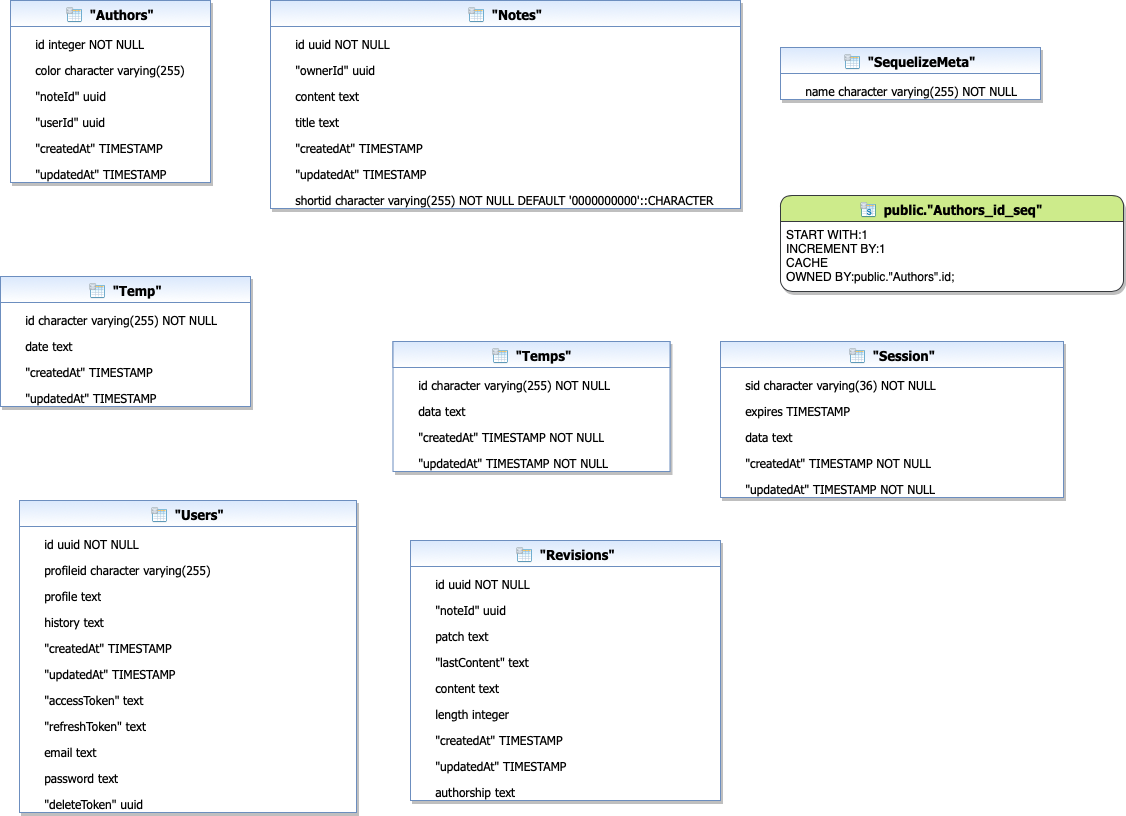 "Authors"
id integer NOT NULL
color character varying(255)
"noteId" uuid
"userId" uuid
"createdAt" TIMESTAMP
"updatedAt" TIMESTAMP
"Notes"
id uuid NOT NULL
"ownerId" uuid
content text
title text
"createdAt" TIMESTAMP
"updatedAt" TIMESTAMP
shortid character varying(255) NOT NULL DEFAULT '0000000000'::CHARACTER
"SequelizeMeta"
name character varying(255) NOT NULL
public."Authors_id_seq"
START WITH:1
INCREMENT BY:1
CACHE
OWNED BY:public."Authors".id;
"Temp"
id character varying(255) NOT NULL
date text
"createdAt" TIMESTAMP
"updatedAt" TIMESTAMP
"Temps"
id character varying(255) NOT NULL
data text
"createdAt" TIMESTAMP NOT NULL
"updatedAt" TIMESTAMP NOT NULL
"Session"
sid character varying(36) NOT NULL
expires TIMESTAMP
data text
"createdAt" TIMESTAMP NOT NULL
"updatedAt" TIMESTAMP NOT NULL
"Users"
id uuid NOT NULL
profileid character varying(255)
profile text
history text
"createdAt" TIMESTAMP
"updatedAt" TIMESTAMP
"accessToken" text
"refreshToken" text
email text
password text
"deleteToken" uuid
"Revisions"
id uuid NOT NULL
"noteId" uuid
patch text
"lastContent" text
content text
length integer
"createdAt" TIMESTAMP
"updatedAt" TIMESTAMP
authorship text